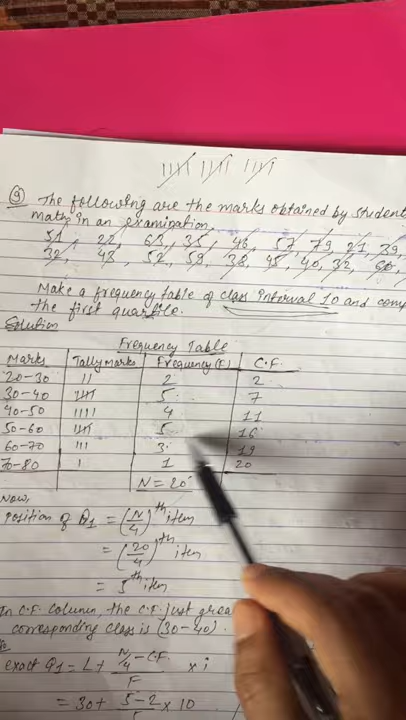 ⑨ The following are the marks obtained by student
math in an examination.
51, 22, 63, 35, 46, 57, 79, 21, 39,
32, 43, 52, 59, 38, 45, 40, 32, 60,
Make a frequency table of class interval 10 and com
the first quartile.
Solution
Frequency Table
Marks Tally marks Frequency (F) C.F.
20-30 II 2 2
30-40 5 7
40-50 IIII 4 11
50-60 5 16
60-70 III 3 19
70-80 I 1 20
N = 20
Now,
position of Q1 = (N/4)th item
= (20/4)th item
= 5th item
In C.F. column, the C.F. just grea
corresponding class is (30-40).
exact Q1 = L + N/4 - CF / F × i
= 30 + 5-2 / 5 × 10